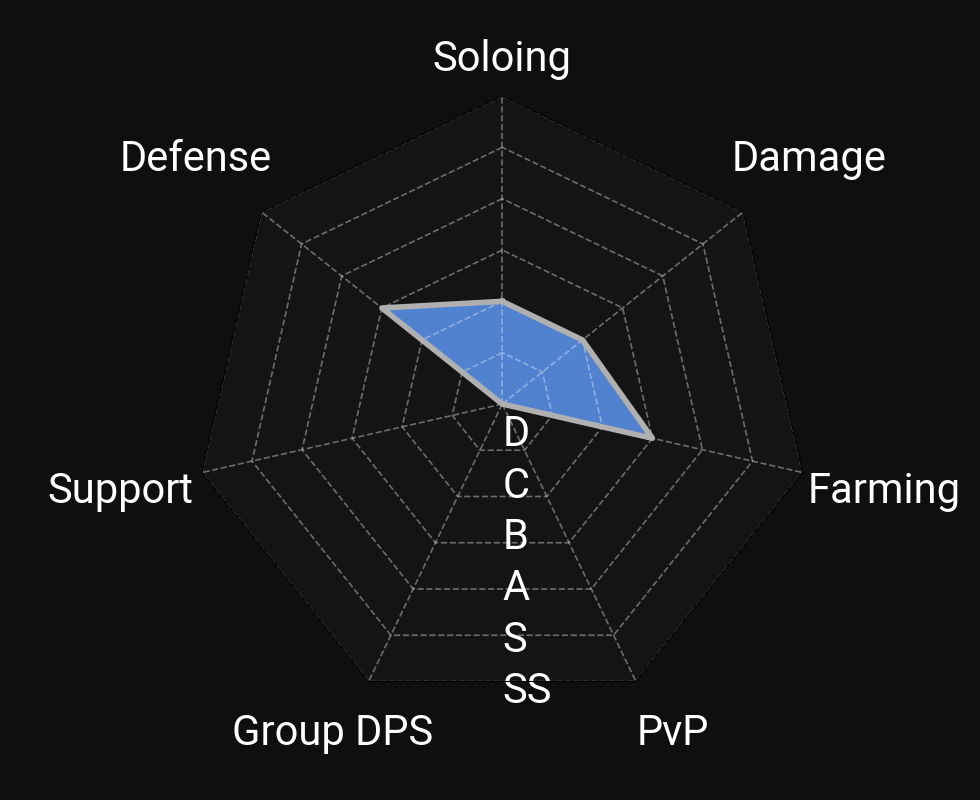 Soloing
Defense
Damage
D
C
Support
Farming
B
A
S
SS
Group DPS
PvP